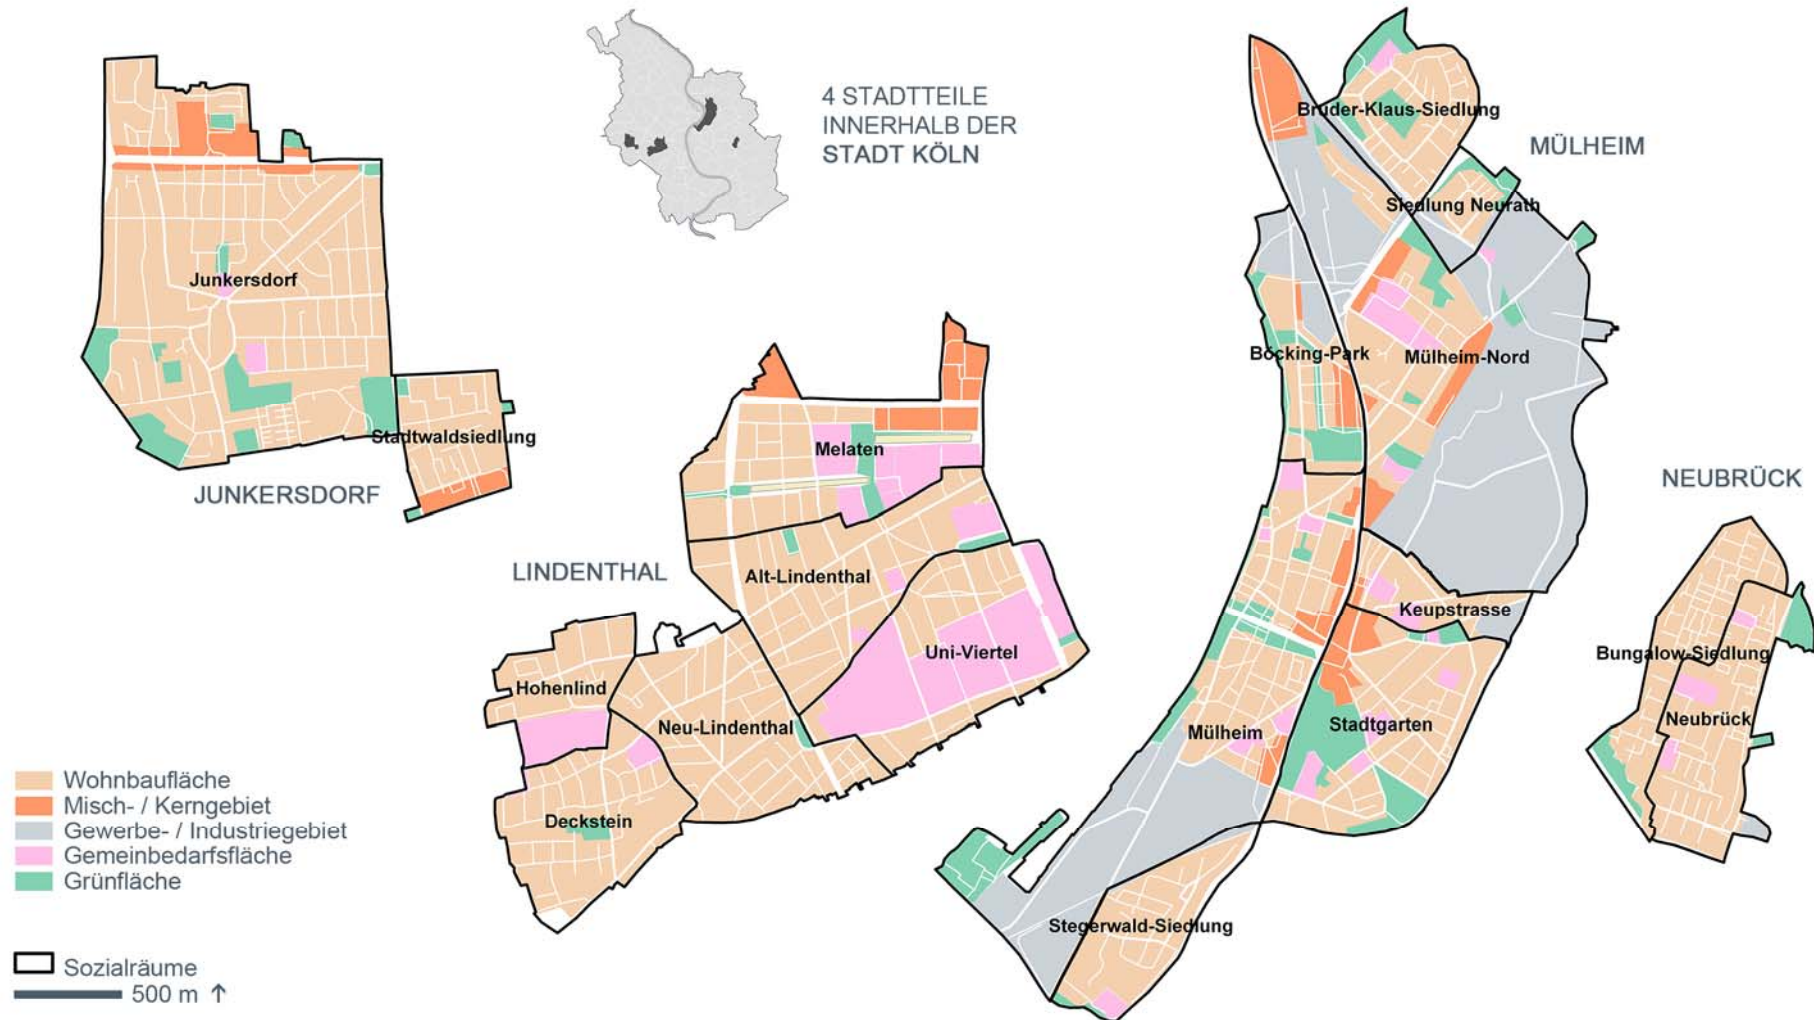 4 STADTTEILE
INNERHALB DER
STADT KÖLN
MÜLHEIM
Bruder-Klaus-Siedlung
Siedlung Neurath
Böcking-Park
Mülheim-Nord
Keupstrasse
Mülheim
Stadtgarten
Stegerwald-Siedlung
Junkersdorf
Stadtwaldsiedlung
JUNKERSDORF
LINDENTHAL
Melaten
Alt-Lindenthal
Uni-Viertel
Hohenlind
Neu-Lindenthal
Deckstein
NEUBRÜCK
Bungalow-Siedlung
Neubrück
Wohnbaufläche
Misch- / Kerngebiet
Gewerbe- / Industriegebiet
Gemeinbedarfsfläche
Grünfläche
Sozialräume
500 m ↑